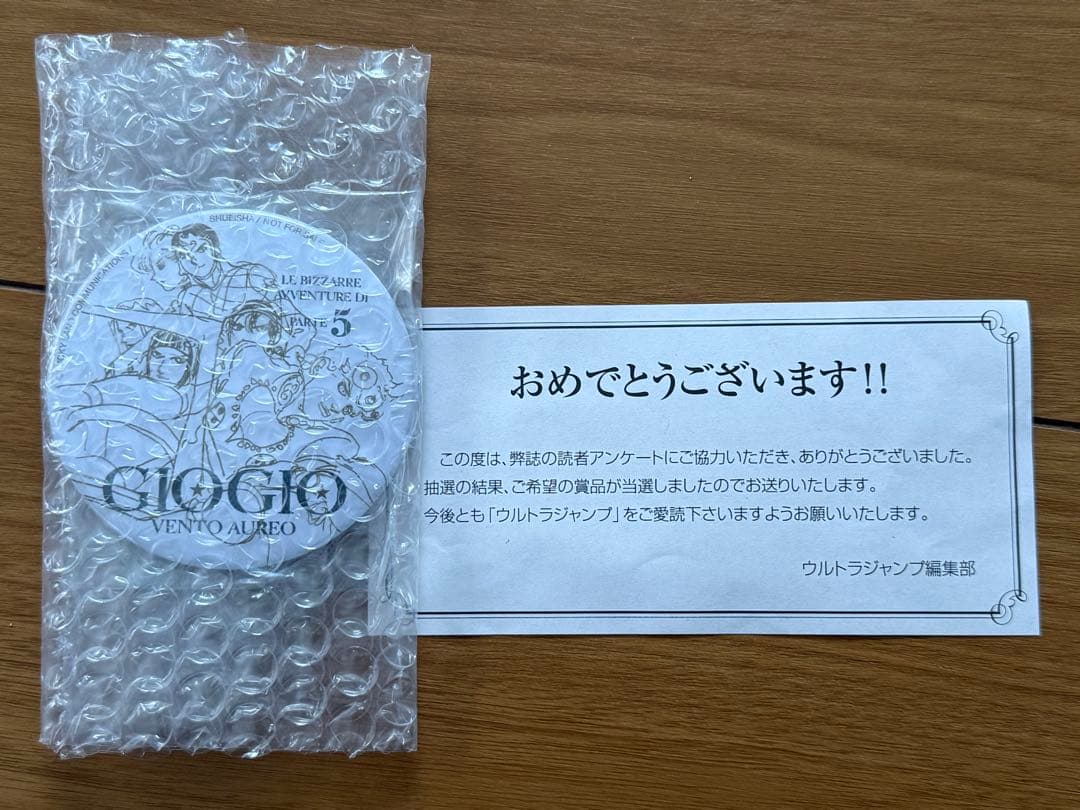 SHUEISHA / NOT FOR SALE
LUCKY LAND COMMUNICATIONS /
LE BIZZARRE
AVVENTURE DI
PARTE 5
GIOGIO
VENTO AUREO
おめでとうございます!!
この度は、弊誌の読者アンケートにご協力いただき、ありがとうございました。
抽選の結果、ご希望の賞品が当選しましたのでお送りいたします。
今後とも「ウルトラジャンプ」をご愛読下さいますようお願いいたします。
ウルトラジャンプ編集部